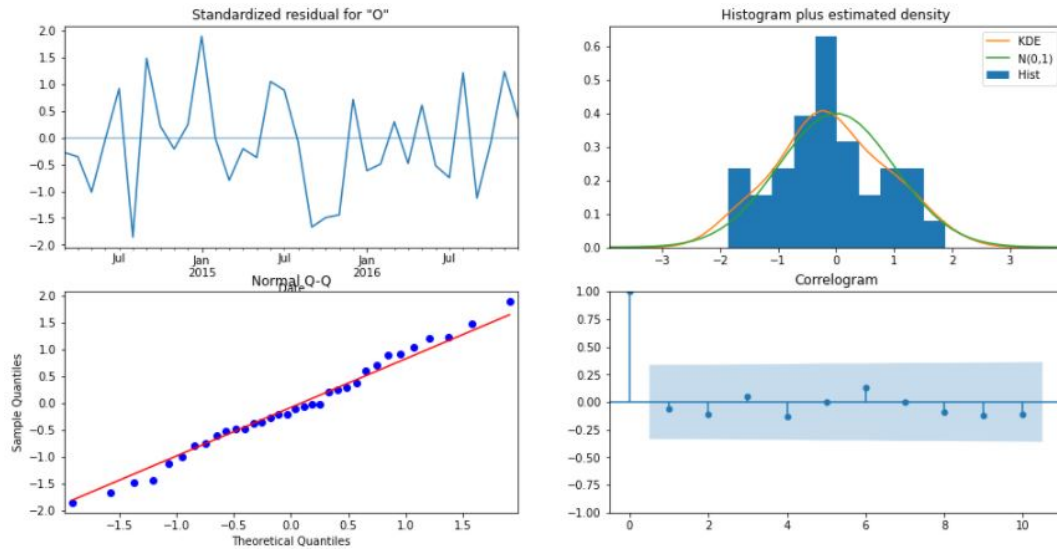 Standardized residual for "O"
2.0
1.5
1.0
0.5
0.0
−0.5
−1.0
−1.5
−2.0
Jul
Jan
2015
Jul
Jan
2016
Jul
Date
Histogram plus estimated density
KDE
N(0,1)
Hist
0.6
0.5
0.4
0.3
0.2
0.1
0.0
−3 −2 −1 0 1 2 3
Normal Q-Q
Sample Quantiles
2.0
1.5
1.0
0.5
0.0
−0.5
−1.0
−1.5
−2.0
−1.5 −1.0 −0.5 0.0 0.5 1.0 1.5
Theoretical Quantiles
Correlogram
1.00
0.75
0.50
0.25
0.00
−0.25
−0.50
−0.75
−1.00
0 2 4 6 8 10